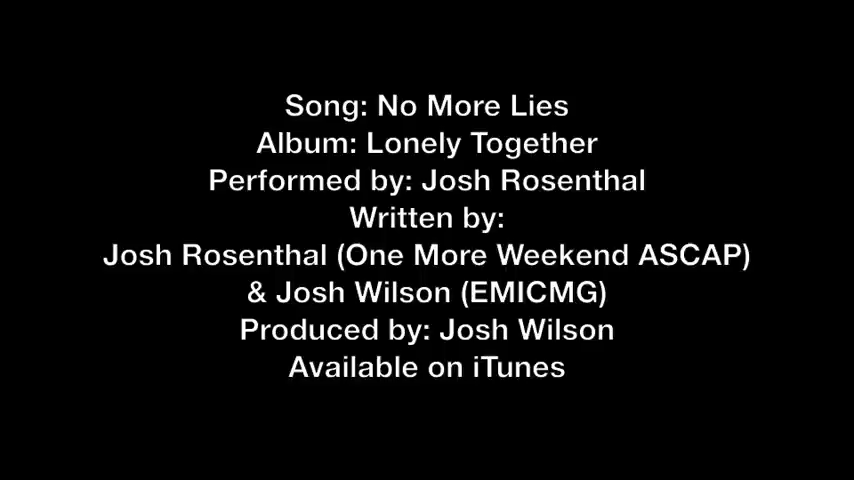 Song: No More Lies
Album: Lonely Together
Performed by: Josh Rosenthal
Written by:
Josh Rosenthal (One More Weekend ASCAP)
& Josh Wilson (EMICMG)
Produced by: Josh Wilson
Available on iTunes